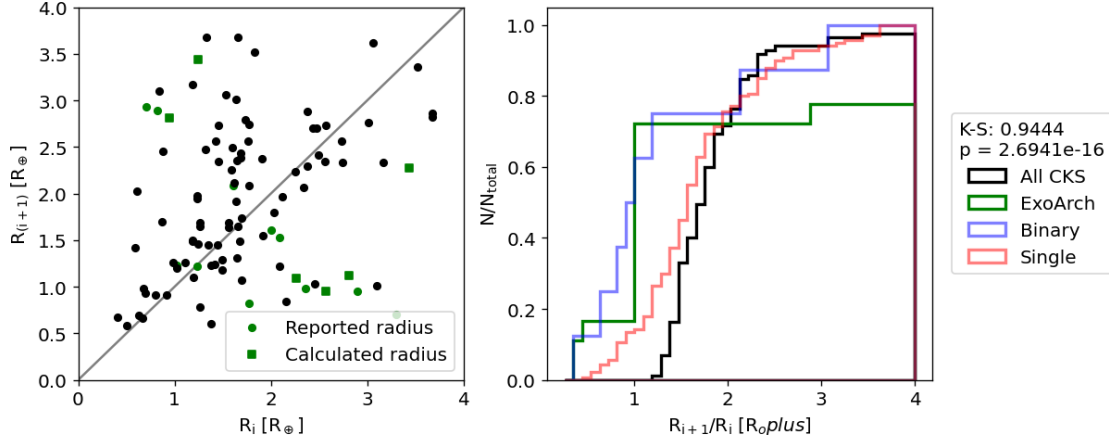 4.0
3.5
3.0
2.5
2.0
1.5
1.0
0.5
0.0
R(i+1) [R⊕]
0 1 2 3 4
Ri [R⊕]
Reported radius
Calculated radius
1.0
0.8
0.6
0.4
0.2
0.0
N/Ntotal
1 2 3 4
Ri+1/Ri [Roplus]
K-S: 0.9444
p = 2.6941e-16
All CKS
ExoArch
Binary
Single